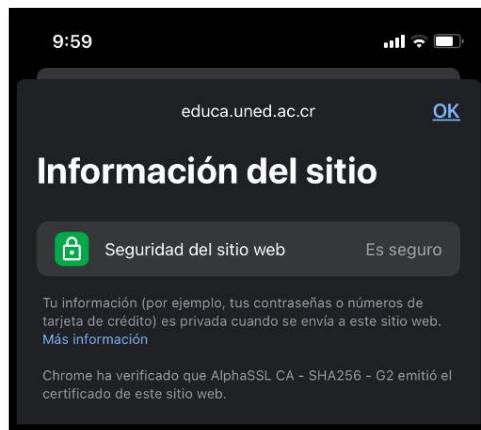 9:59
educa.uned.ac.cr
OK
Información del sitio
Seguridad del sitio web
Es seguro
Tu información (por ejemplo, tus contraseñas o números de
tarjeta de crédito) es privada cuando se envía a este sitio web.
Más información
Chrome ha verificado que AlphaSSL CA - SHA256 - G2 emitió el
certificado de este sitio web.